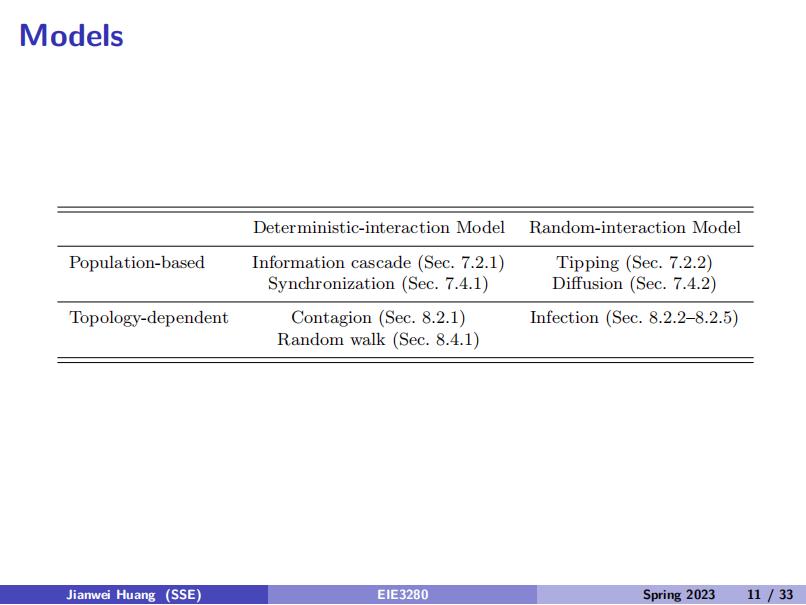 Models
Deterministic-interaction Model Random-interaction Model
Population-based Information cascade (Sec. 7.2.1) Tipping (Sec. 7.2.2)
Synchronization (Sec. 7.4.1) Diffusion (Sec. 7.4.2)
Topology-dependent Contagion (Sec. 8.2.1) Infection (Sec. 8.2.2–8.2.5)
Random walk (Sec. 8.4.1)
Jianwei Huang (SSE) EIE3280 Spring 2023 11 / 33